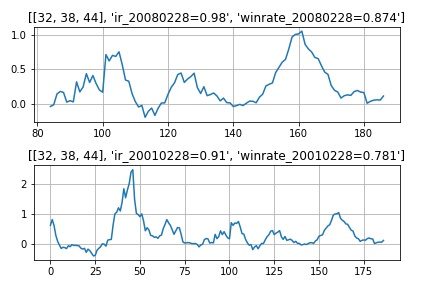 [[32, 38, 44], 'ir_20080228=0.98', 'winrate_20080228=0.874']
1.0
0.5
0.0
80 100 120 140 160 180
[[32, 38, 44], 'ir_20010228=0.91', 'winrate_20010228=0.781']
2
1
0
0 25 50 75 100 125 150 175